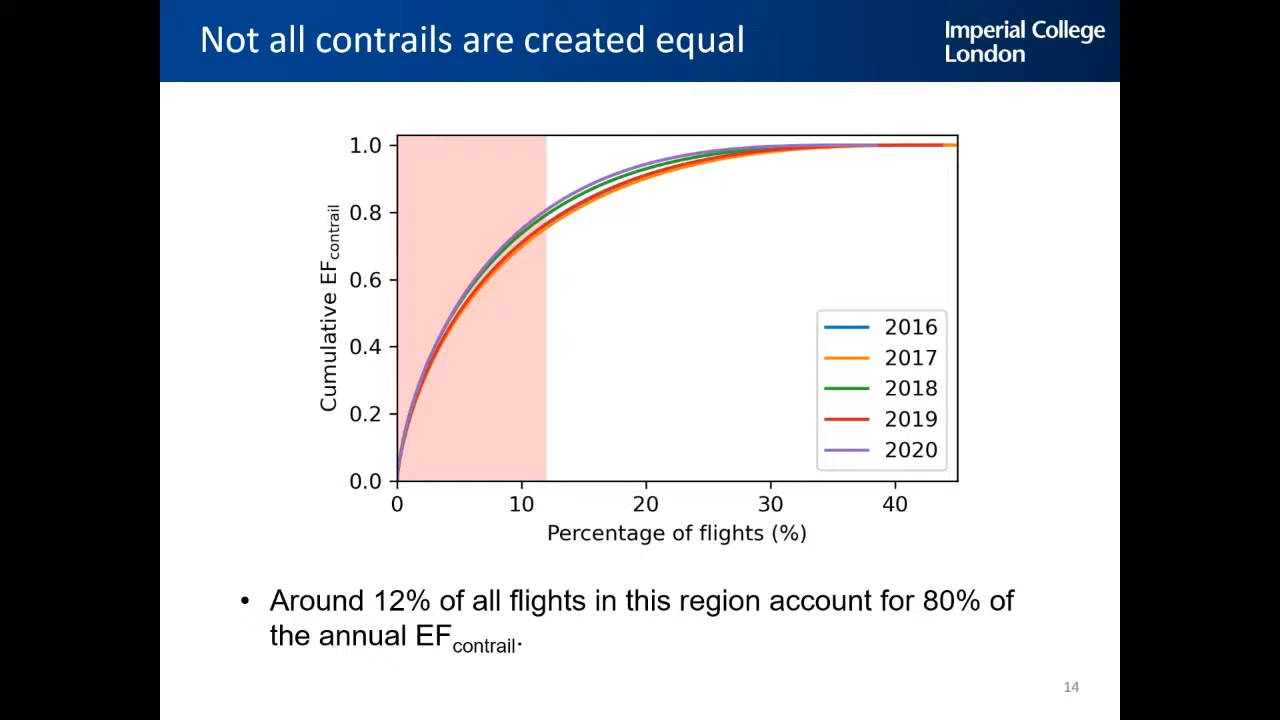 Not all contrails are created equal
Imperial College
London
1.0
0.8
0.6
0.4
0.2
0.0
Cumulative EFcontrail
2016
2017
2018
2019
2020
0 10 20 30 40
Percentage of flights (%)
• Around 12% of all flights in this region account for 80% of
the annual EFcontrail.
14